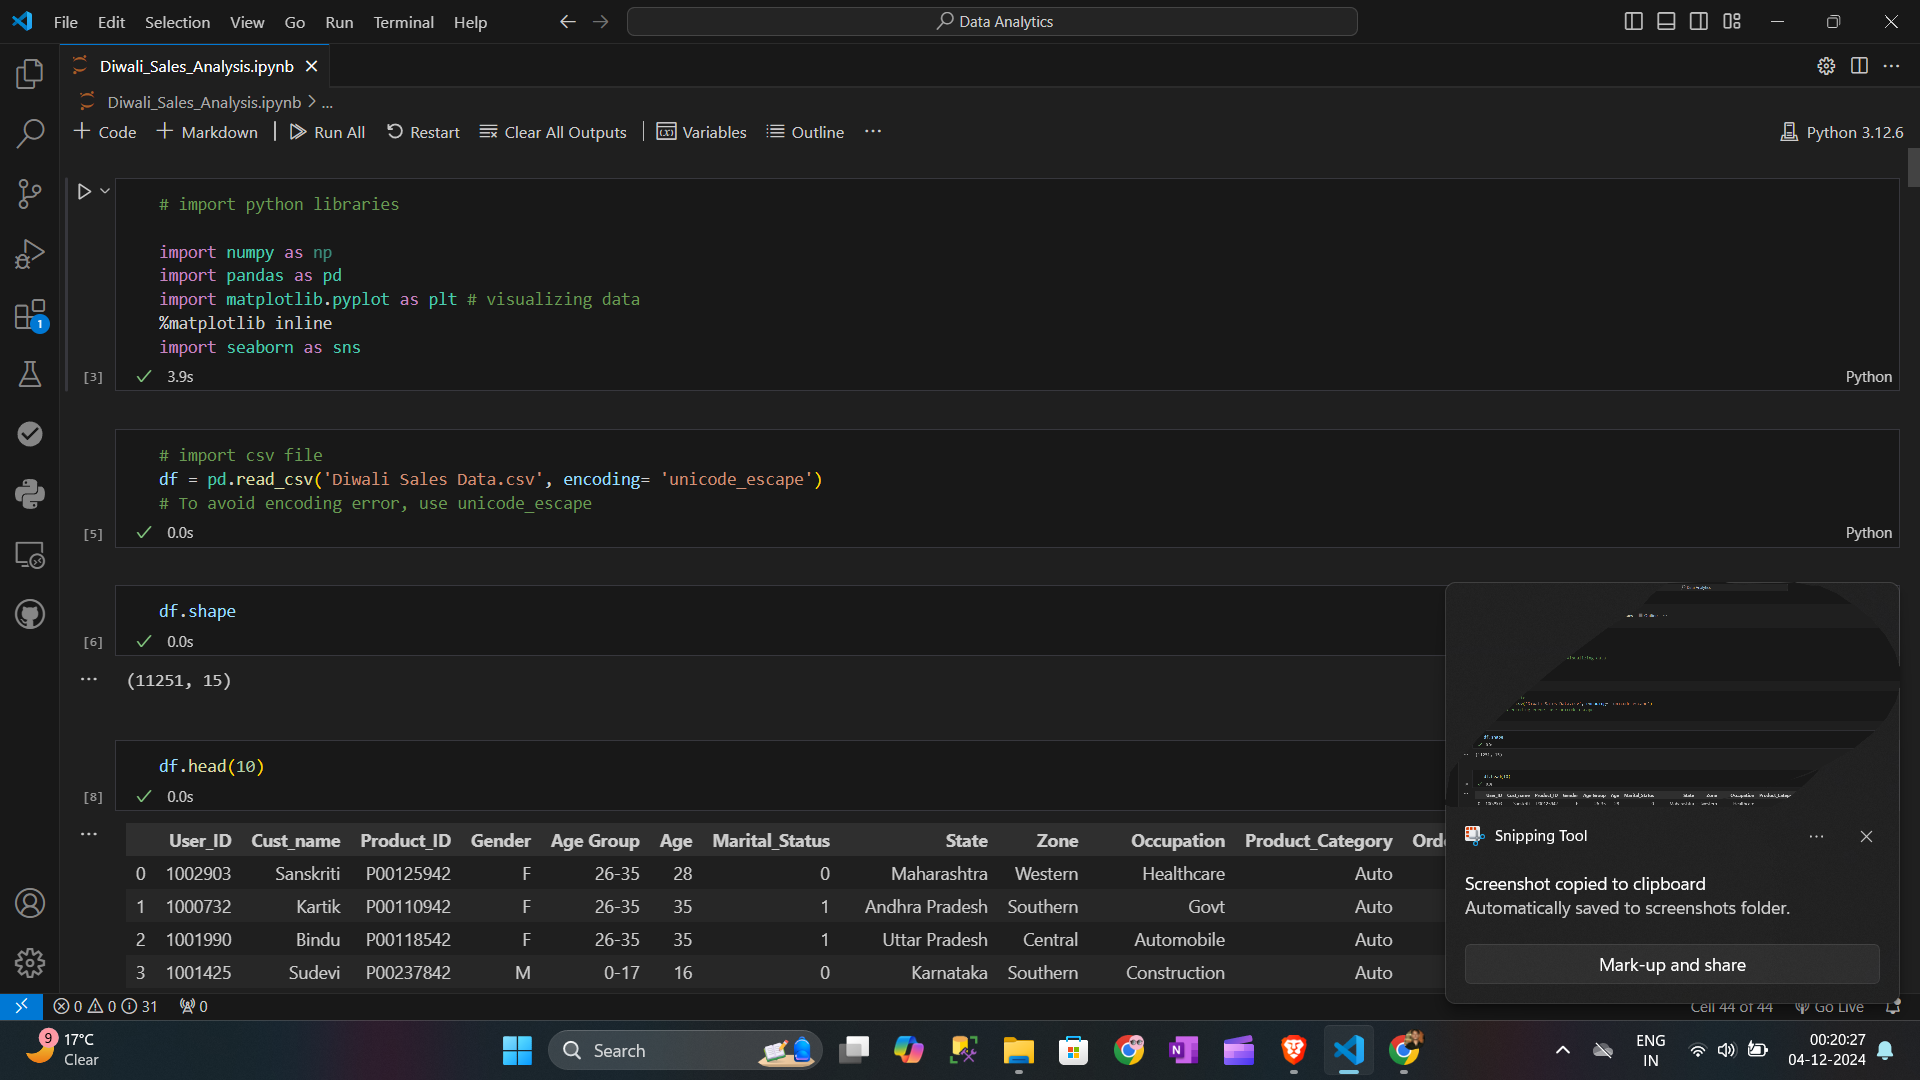 File Edit Selection View Go Run Terminal Help
Data Analytics
Diwali_Sales_Analysis.ipynb
Diwali_Sales_Analysis.ipynb > ...
Code Markdown Run All Restart Clear All Outputs Variables Outline ...
Python 3.12.6
# import python libraries
import numpy as np
import pandas as pd
import matplotlib.pyplot as plt # visualizing data
%matplotlib inline
import seaborn as sns
[3] 3.9s Python
# import csv file
df = pd.read_csv('Diwali Sales Data.csv', encoding= 'unicode_escape')
# To avoid encoding error, use unicode_escape
[5] 0.0s Python
df.shape
[6] 0.0s
(11251, 15)
df.head(10)
[8] 0.0s
User_ID Cust_name Product_ID Gender Age Group Age Marital_Status State Zone Occupation Product_Category Orde
0 1002903 Sanskriti P00125942 F 26-35 28 0 Maharashtra Western Healthcare Auto
1 1000732 Kartik P00110942 F 26-35 35 1 Andhra Pradesh Southern Govt Auto
2 1001990 Bindu P00118542 F 26-35 35 1 Uttar Pradesh Central Automobile Auto
3 1001425 Sudevi P00237842 M 0-17 16 0 Karnataka Southern Construction Auto
Snipping Tool
Screenshot copied to clipboard
Automatically saved to screenshots folder.
Mark-up and share
1
0 0 31 0
Cell 44 of 44 Go Live
9
17°C
Clear
Search
ENG
IN
00:20:27
04-12-2024